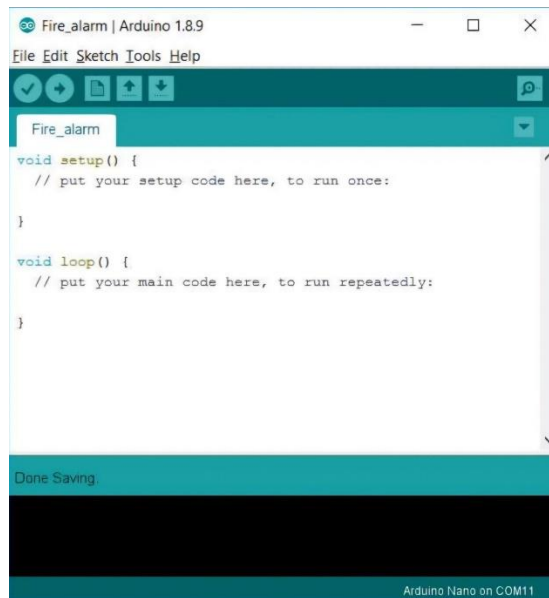 Fire_alarm | Arduino 1.8.9
File Edit Sketch Tools Help
Fire_alarm
void setup() {
  // put your setup code here, to run once:
}
void loop() {
  // put your main code here, to run repeatedly:
}
Done Saving.
Arduino Nano on COM11